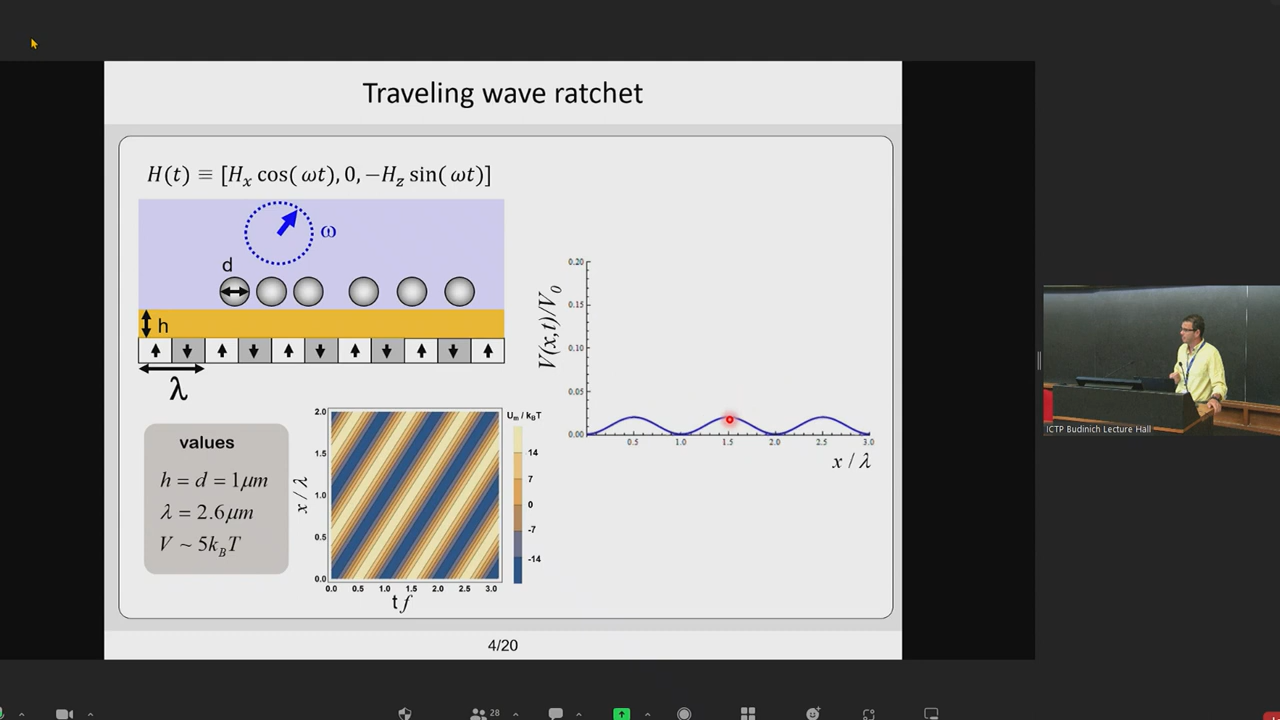 Traveling wave ratchet
H(t) ≡ [Hₓ cos( ωt), 0, −H_z sin( ωt)]
ω
d
h
λ
values
h = d = 1μm
λ = 2.6μm
V ~ 5k_BT
x / λ
2.0
1.5
1.0
0.5
0.0
0.0 0.5 1.0 1.5 2.0 2.5 3.0
t f
U_m / k_BT
14
7
0
-7
-14
V(x,t)/V₀
0.20
0.15
0.10
0.05
0.00
0.5 1.0 1.5 2.0 2.5 3.0
x / λ
4/20
ICTP Budinich Lecture Hall
28